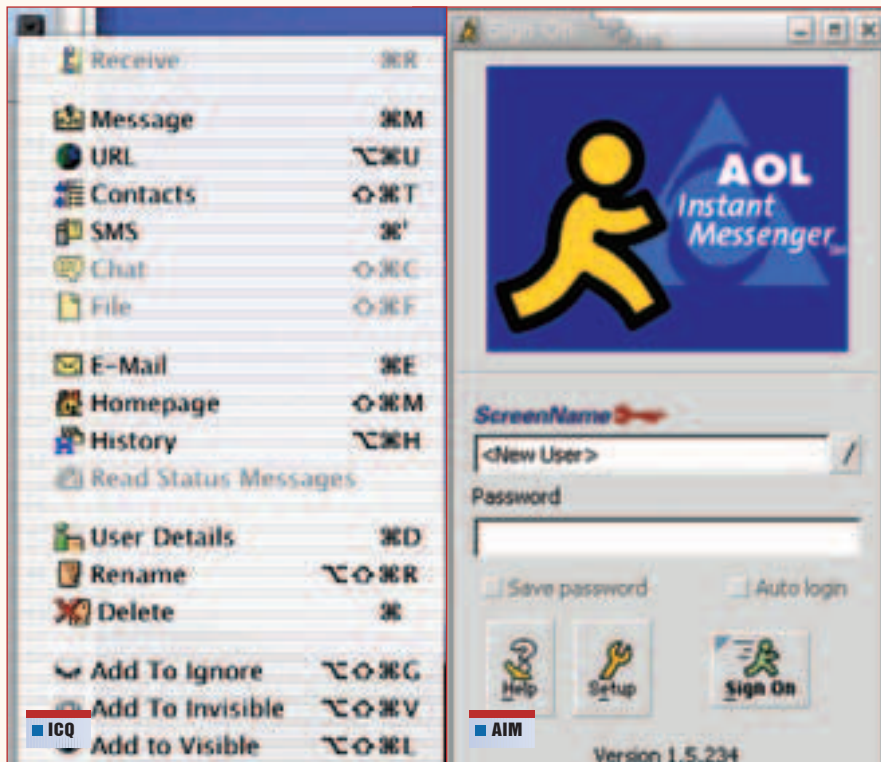 Receive ⌘R
Message ⌘M
URL ⌥⌘U
Contacts ⇧⌘T
SMS ⌘'
Chat ⇧⌘C
File ⇧⌘F
E-Mail ⌘E
Homepage ⇧⌘M
History ⌥⌘H
Read Status Messages
User Details ⌘D
Rename ⌥⇧⌘R
Delete ⌘
Add To Ignore ⌥⇧⌘G
Add To Invisible ⌥⇧⌘V
Add to Visible ⌥⇧⌘L
ICQ
AOL
Instant
Messenger
ScreenName
<New User>
Password
Save password Auto login
Help Setup Sign On
AIM
Version 1.5.234